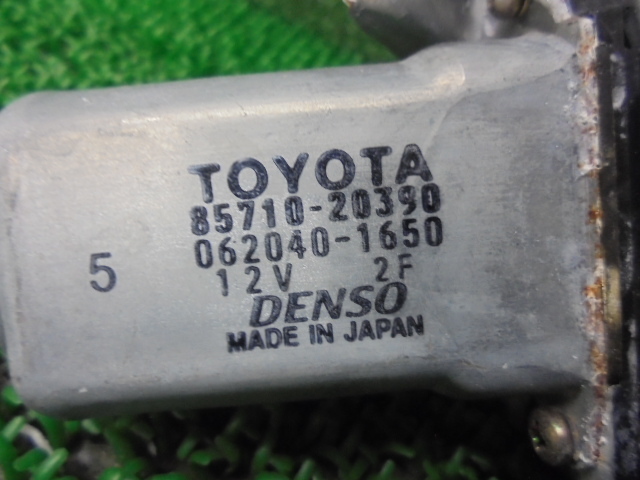 TOYOTA
85710-20390
062040-1650
5
12V 2F
DENSO
MADE IN JAPAN